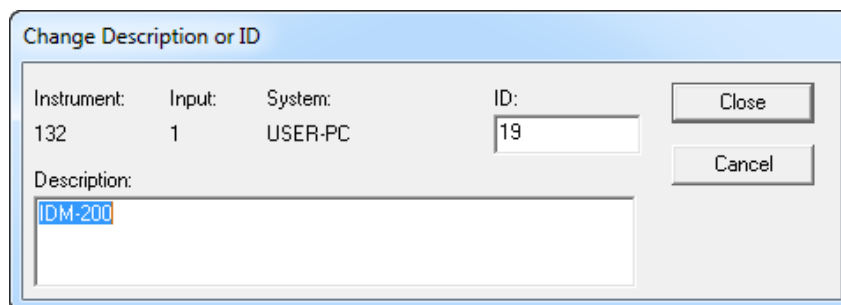 Change Description or ID
Instrument: Input: System: ID: Close
132 1 USER-PC 19
Cancel
Description:
IDM-200